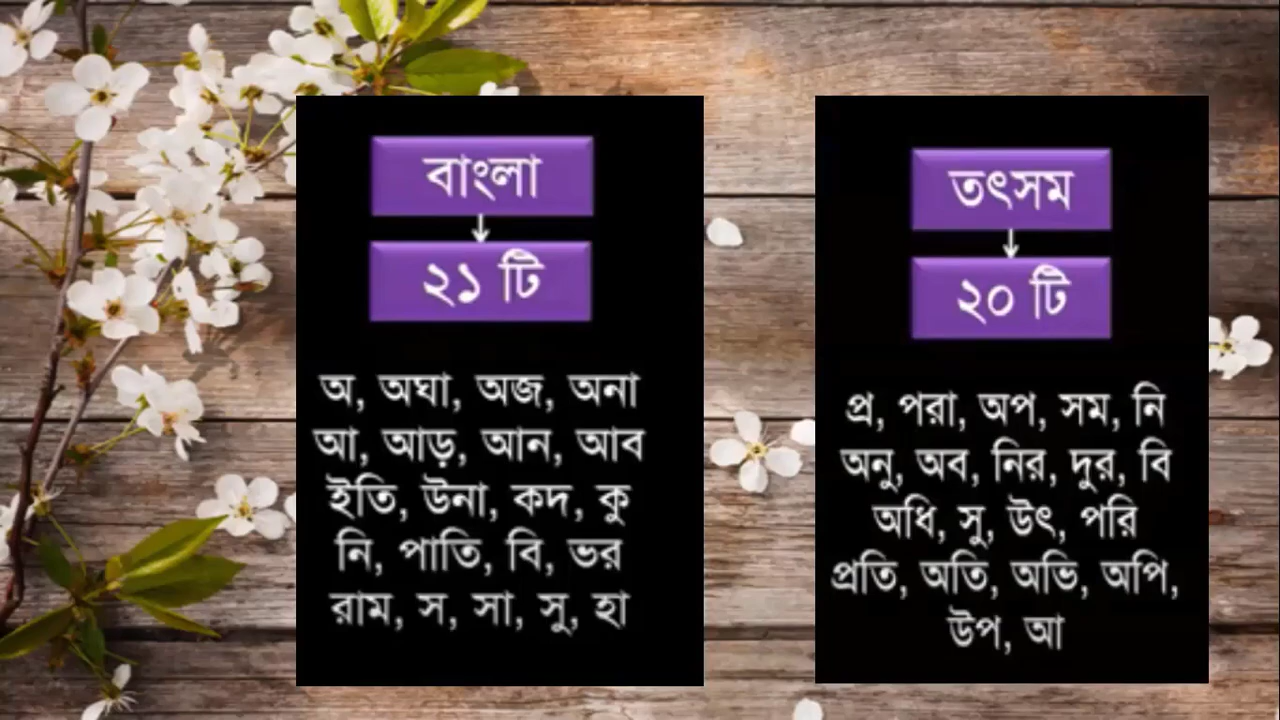 বাংলা
২১ টি
অ, অঘা, অজ, অনা
আ, আড়, আন, আব
ইতি, উনা, কদ, কু
নি, পাতি, বি, ভর
রাম, স, সা, সু, হা
তৎসম
২০ টি
প্র, পরা, অপ, সম, নি
অনু, অব, নির, দুর, বি
অধি, সু, উৎ, পরি
প্রতি, অতি, অভি, অপি,
উপ, আ